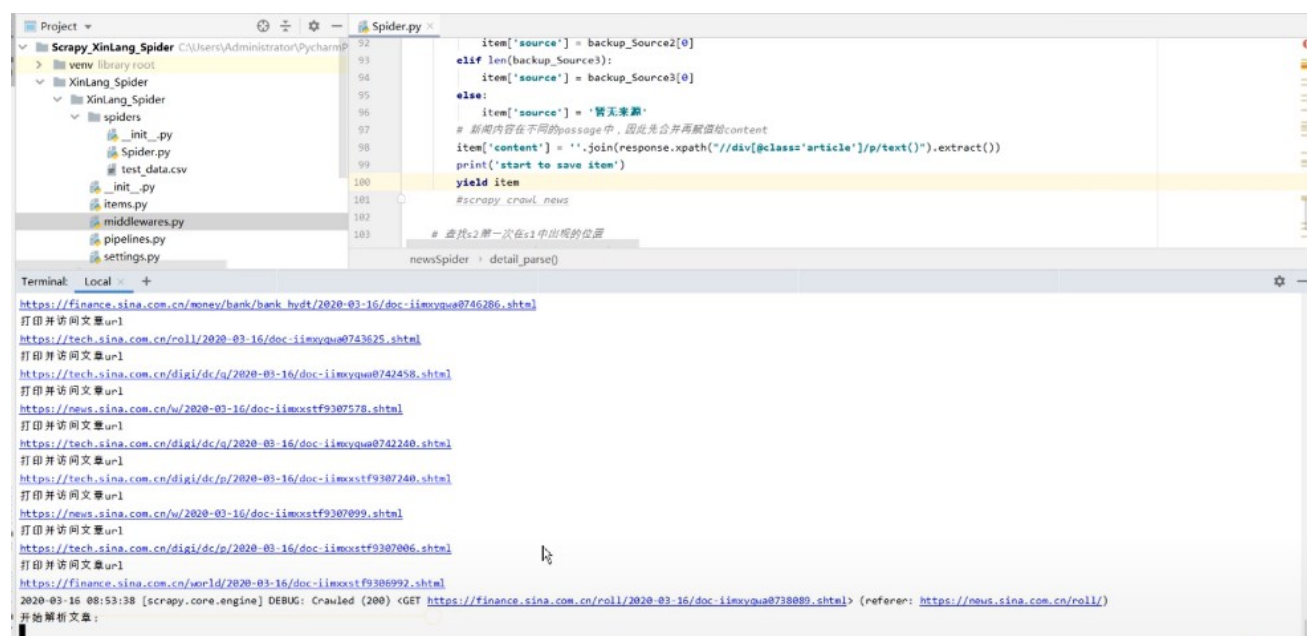 Project
Spider.py
Scrapy_XinLang_Spider C:\Users\Administrator\PycharmP
venv library root
XinLang_Spider
XinLang_Spider
spiders
__init__.py
Spider.py
test_data.csv
__init__.py
items.py
middlewares.py
pipelines.py
settings.py
92 item['source'] = backup_Source2[0]
93 elif len(backup_Source3):
94 item['source'] = backup_Source3[0]
95 else:
96 item['source'] = '暂无来源'
97 # 新闻内容在不同的passage中，因此先合并再赋值给content
98 item['content'] = ''.join(response.xpath("//div[@class='article']/p/text()").extract())
99 print('start to save item')
100 yield item
101 #scrapy crawl news
102
103 # 查找s2第一次在s1中出现的位置
newsSpider > detail_parse()
Terminal: Local × +
https://finance.sina.com.cn/money/bank/bank_hydt/2020-03-16/doc-iimxyqwa0746286.shtml
打印并访问文章url
https://tech.sina.com.cn/roll/2020-03-16/doc-iimxyqwa0743625.shtml
打印并访问文章url
https://tech.sina.com.cn/digi/dc/q/2020-03-16/doc-iimxyqwa0742458.shtml
打印并访问文章url
https://news.sina.com.cn/w/2020-03-16/doc-iimxxstf9307578.shtml
打印并访问文章url
https://tech.sina.com.cn/digi/dc/q/2020-03-16/doc-iimxyqwa0742240.shtml
打印并访问文章url
https://tech.sina.com.cn/digi/dc/p/2020-03-16/doc-iimxxstf9307240.shtml
打印并访问文章url
https://news.sina.com.cn/w/2020-03-16/doc-iimxxstf9307099.shtml
打印并访问文章url
https://tech.sina.com.cn/digi/dc/p/2020-03-16/doc-iimxxstf9307006.shtml
打印并访问文章url
https://finance.sina.com.cn/world/2020-03-16/doc-iimxxstf9306992.shtml
2020-03-16 08:53:38 [scrapy.core.engine] DEBUG: Crawled (200) <GET https://finance.sina.com.cn/roll/2020-03-16/doc-iimxyqwa0738089.shtml> (referer: https://news.sina.com.cn/roll/)
开始解析文章：